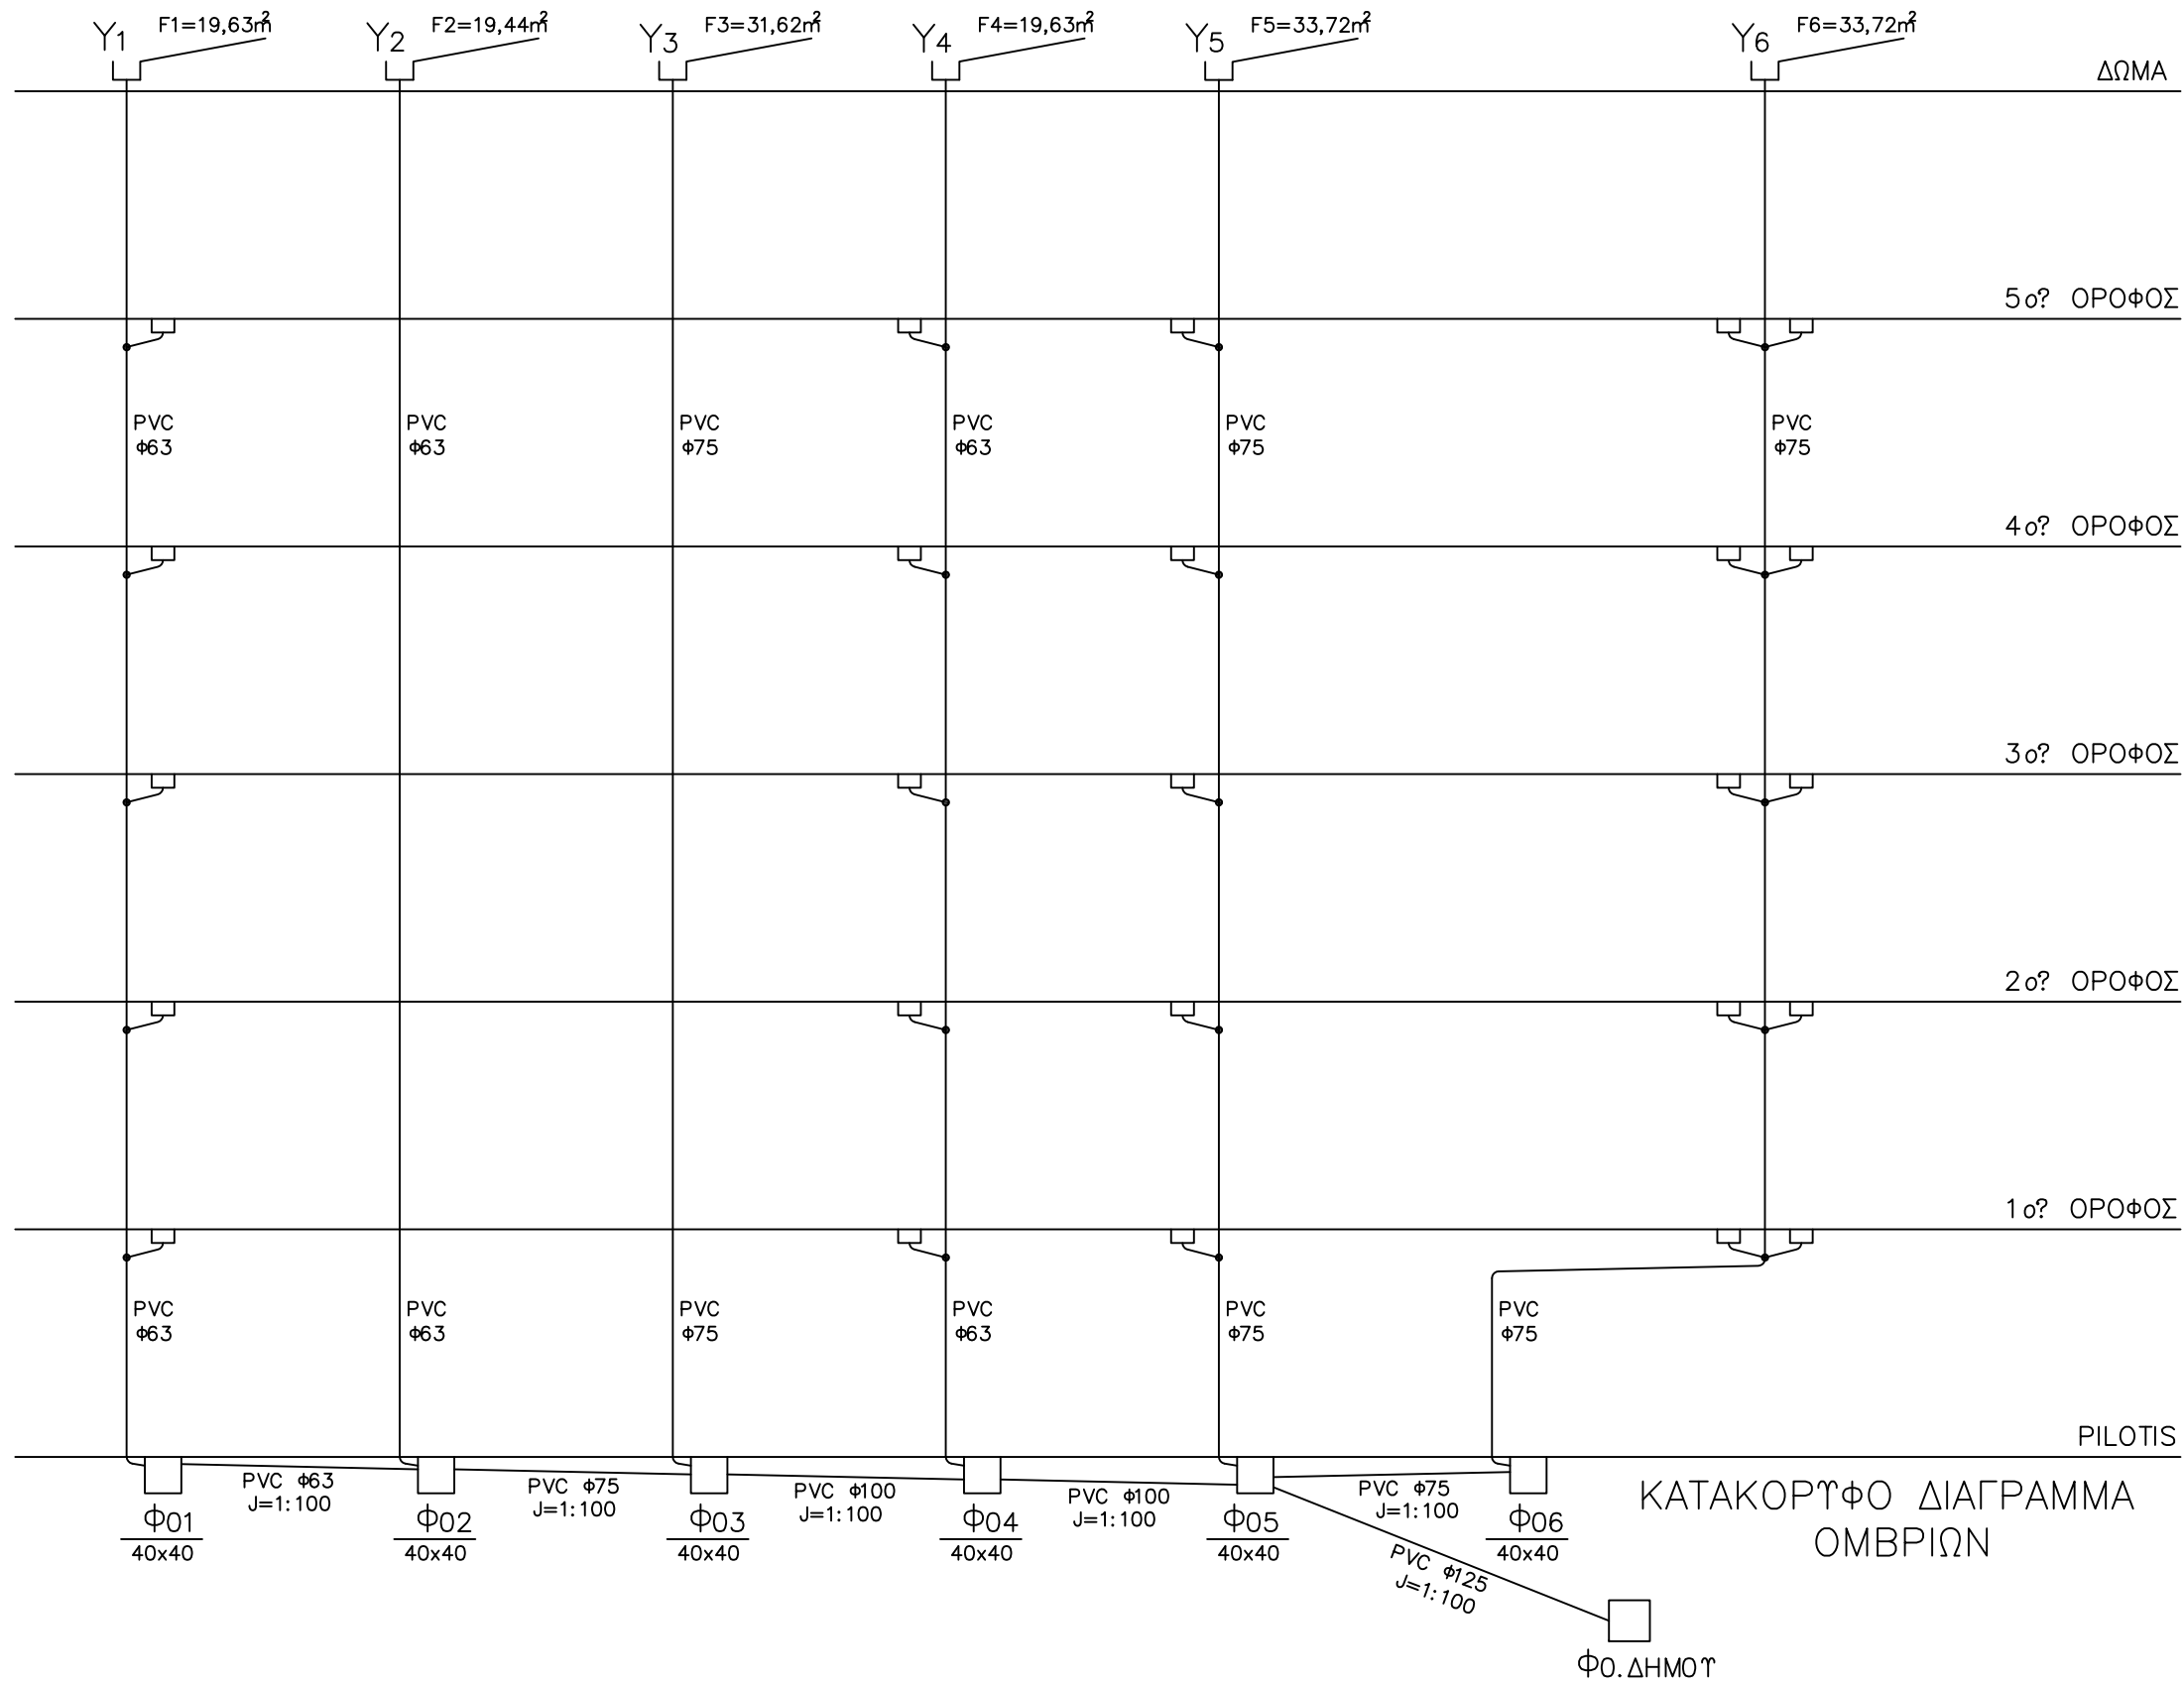 Y1 F1=19,63m² Y2 F2=19,44m² Y3 F3=31,62m² Y4 F4=19,63m² Y5 F5=33,72m² Y6 F6=33,72m²
ΔΩΜΑ
5ο? ΟΡΟΦΟΣ
PVC PVC PVC PVC PVC PVC
Φ63 Φ63 Φ75 Φ63 Φ75 Φ75
4ο? ΟΡΟΦΟΣ
3ο? ΟΡΟΦΟΣ
2ο? ΟΡΟΦΟΣ
1ο? ΟΡΟΦΟΣ
PVC PVC PVC PVC PVC PVC
Φ63 Φ63 Φ75 Φ63 Φ75 Φ75
PILOTIS
PVC Φ63
J=1:100
PVC Φ75
J=1:100
PVC Φ100
J=1:100
PVC Φ100
J=1:100
PVC Φ75
J=1:100
Φ01 Φ02 Φ03 Φ04 Φ05 Φ06
40x40 40x40 40x40 40x40 40x40 40x40
ΚΑΤΑΚΟΡΥΦΟ ΔΙΑΓΡΑΜΜΑ
ΟΜΒΡΙΩΝ
PVC Φ125
J=1:100
ΦΟ.ΔΗΜΟΥ